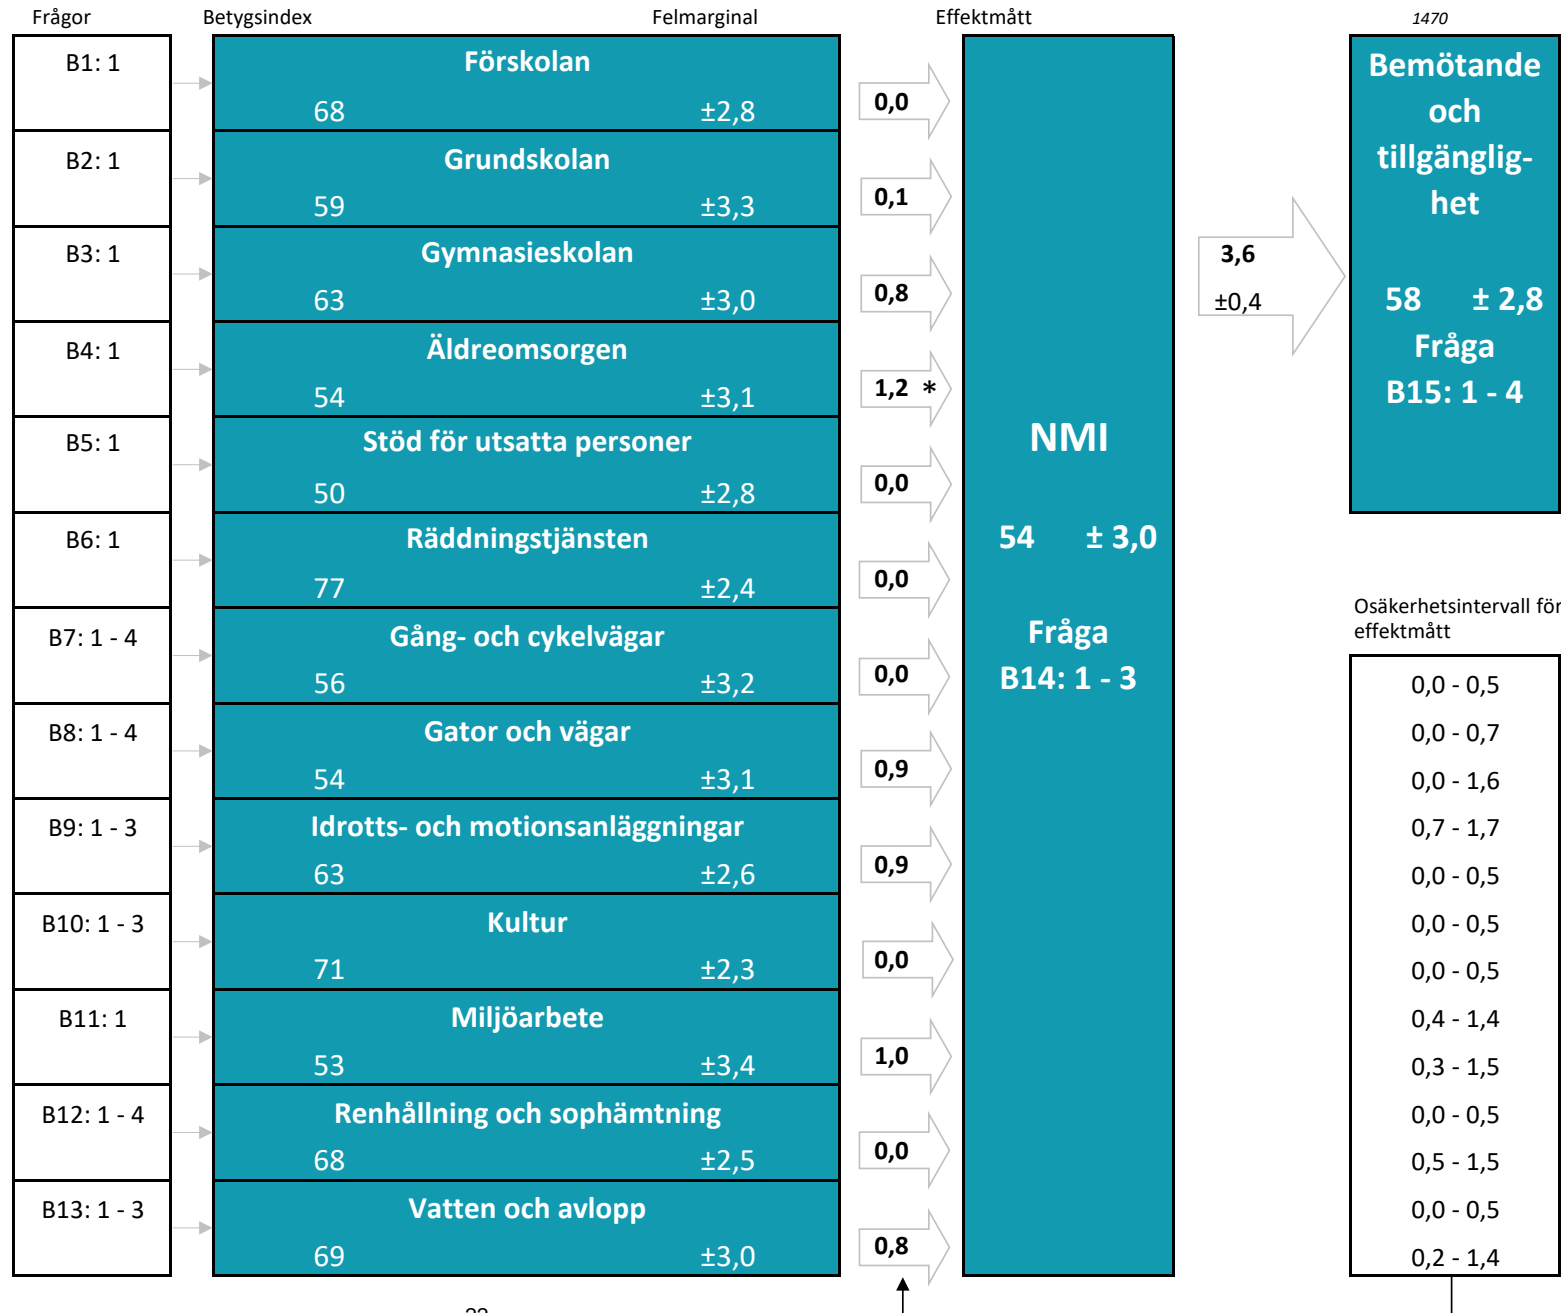 Frågor Betygsindex Felmarginal Effektmått 1470
B1: 1 Förskolan
68 ±2,8 0,0
B2: 1 Grundskolan
59 ±3,3 0,1
B3: 1 Gymnasieskolan
63 ±3,0 0,8
B4: 1 Äldreomsorgen
54 ±3,1 1,2 *
B5: 1 Stöd för utsatta personer
50 ±2,8 0,0
B6: 1 Räddningstjänsten
77 ±2,4 0,0
B7: 1 - 4 Gång- och cykelvägar
56 ±3,2 0,0
B8: 1 - 4 Gator och vägar
54 ±3,1 0,9
B9: 1 - 3 Idrotts- och motionsanläggningar
63 ±2,6 0,9
B10: 1 - 3 Kultur
71 ±2,3 0,0
B11: 1 Miljöarbete
53 ±3,4 1,0
B12: 1 - 4 Renhållning och sophämtning
68 ±2,5 0,0
B13: 1 - 3 Vatten och avlopp
69 ±3,0 0,8
NMI
54 ± 3,0
Fråga
B14: 1 - 3
3,6
±0,4
Bemötande
och
tillgänglig-
het
58 ± 2,8
Fråga
B15: 1 - 4
Osäkerhetsintervall för
effektmått
0,0 - 0,5
0,0 - 0,7
0,0 - 1,6
0,7 - 1,7
0,0 - 0,5
0,0 - 0,5
0,0 - 0,5
0,4 - 1,4
0,3 - 1,5
0,0 - 0,5
0,5 - 1,5
0,0 - 0,5
0,2 - 1,4